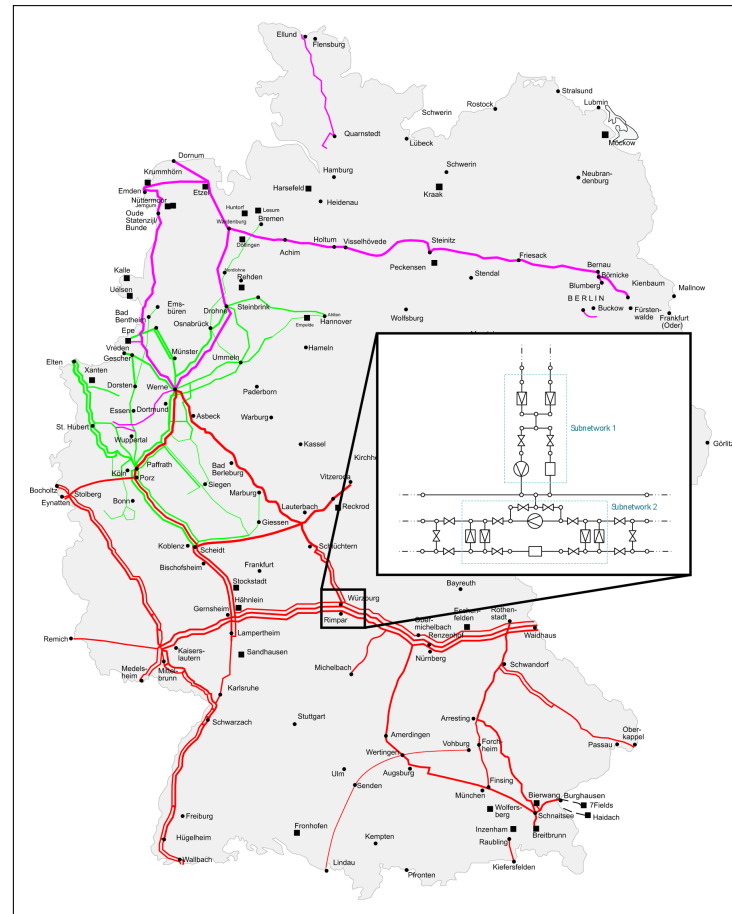 Ellund
Flensburg
Stralsund
Rostock
Lubmin
Schwerin
Quarnstedt
Lübeck
Möckow
Dornum
Krummhörn
Hamburg
Schwerin
Neubran-
denburg
Emden
Etzel
Harsefeld
Kraak
Nüttermoor
Jemgum
Heidenau
Huntorf
Lesum
Oude
Statenzijl/
Bunde
Bremen
Wardenburg
Dötlingen
Achim
Holtum
Visselhövede
Steinitz
Friesack
Bernau
Peckensen
Börnicke
Kalle
Nordlohne
Rehden
Stendal
Blumberg
Kienbaum
Mallnow
Uelsen
BERLIN
Ems-
büren
Drohne
Steinbrink
Buckow
Fürsten-
walde
Bad
Bentheim
Ahlten
Hannover
Wolfsburg
Frankfurt
(Oder)
Osnabrück
Empelde
Epe
Vreden
Gescher
Münster
Ummeln
Hameln
Elten
Xanten
Dorsten
Werne
Paderborn
Essen
Dortmund
Asbeck
Warburg
St. Hubert
Wuppertal
Subnetwork 1
Kassel
Görlitz
Paffrath
Bad
Berleburg
Kirchhe
Köln
Porz
Vitzeroda
Bocholtz
Stolberg
Siegen
Eynatten
Bonn
Marburg
Lauterbach
Reckrod
Subnetwork 2
Giessen
Koblenz
Scheidt
Schlüchtern
Bischofsheim
Frankfurt
Stockstadt
Bayreuth
Hähnlein
Würzburg
Gernsheim
Rimpar
Rothen-
stadt
Waidhaus
Remich
Lampertheim
Renzenhof
Kaisers-
lautern
Sandhausen
Nürnberg
Medels-
heim
Mittel-
brunn
Michelbach
Schwandorf
Karlsruhe
Schwarzach
Stuttgart
Arresting
Ober-
kappel
Amerdingen
Vohburg
Forch-
heim
Passau
Wertingen
Ulm
Augsburg
Finsing
Senden
München
Bierwang
Burghausen
7Fields
Wolfers-
berg
Schnaitsee
Haidach
Freiburg
Fronhofen
Inzenham
Breitbrunn
Hügelheim
Kempten
Raubling
Wallbach
Lindau
Pfronten
Kiefersfelden